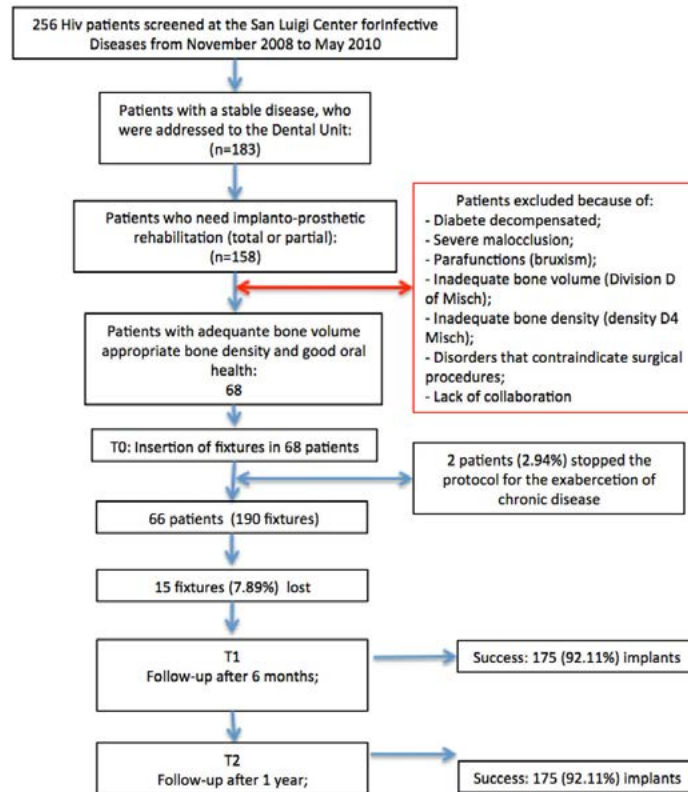 256 Hiv patients screened at the San Luigi Center forInfective
Diseases from November 2008 to May 2010
Patients with a stable disease, who
were addressed to the Dental Unit:
(n=183)
Patients who need implanto-prosthetic
rehabilitation (total or partial):
(n=158)
Patients excluded because of:
- Diabete decompensated;
- Severe malocclusion;
- Parafunctions (bruxism);
- Inadequate bone volume (Division D
of Misch);
- Inadequate bone density (density D4
Misch);
- Disorders that contraindicate surgical
procedures;
- Lack of collaboration
Patients with adequante bone volume
appropriate bone density and good oral
health:
68
T0: Insertion of fixtures in 68 patients
2 patients (2.94%) stopped the
protocol for the exabercetion of
chronic disease
66 patients (190 fixtures)
15 fixtures (7.89%) lost
T1
Follow-up after 6 months;
Success: 175 (92.11%) implants
T2
Follow-up after 1 year;
Success: 175 (92.11%) implants